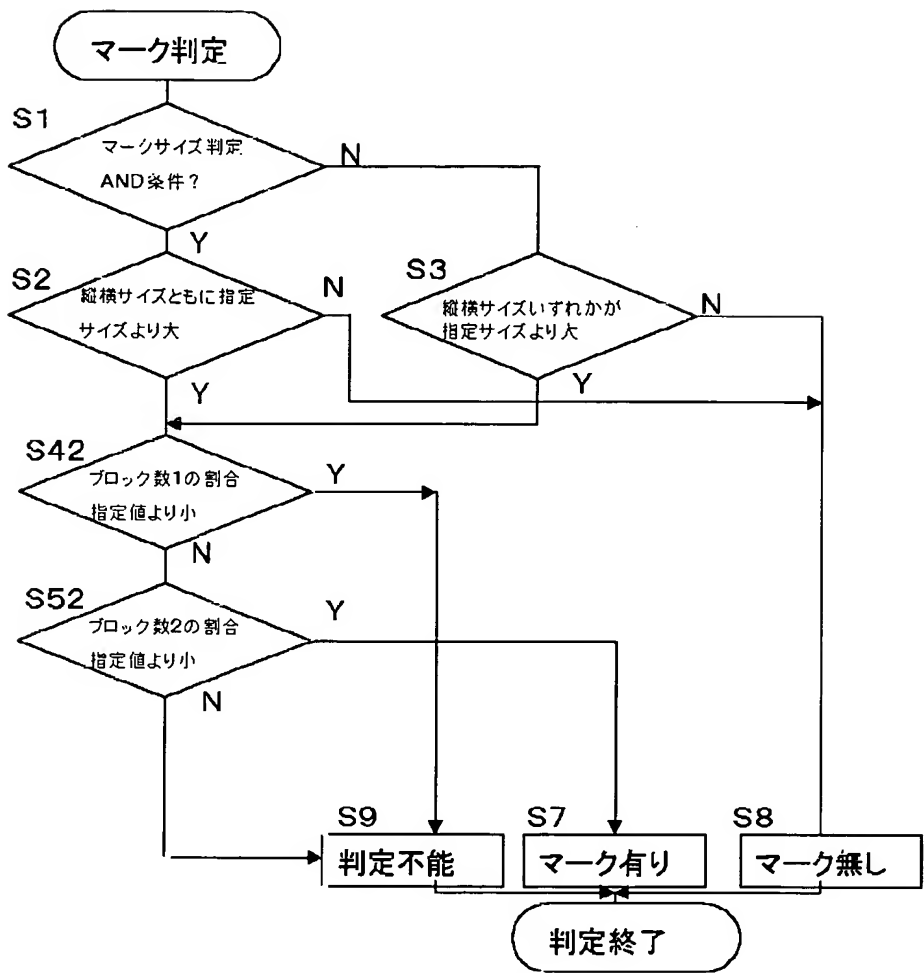 マーク判定
S1
マークサイズ判定
AND条件?
N
Y
S2
縦横サイズともに指定
サイズより大
N
Y
S3
縦横サイズいずれかが
指定サイズより大
N
Y
S42
ブロック数1の割合
指定値より小
Y
N
S52
ブロック数2の割合
指定値より小
Y
N
S9
判定不能
S7
マーク有り
S8
マーク無し
判定終了